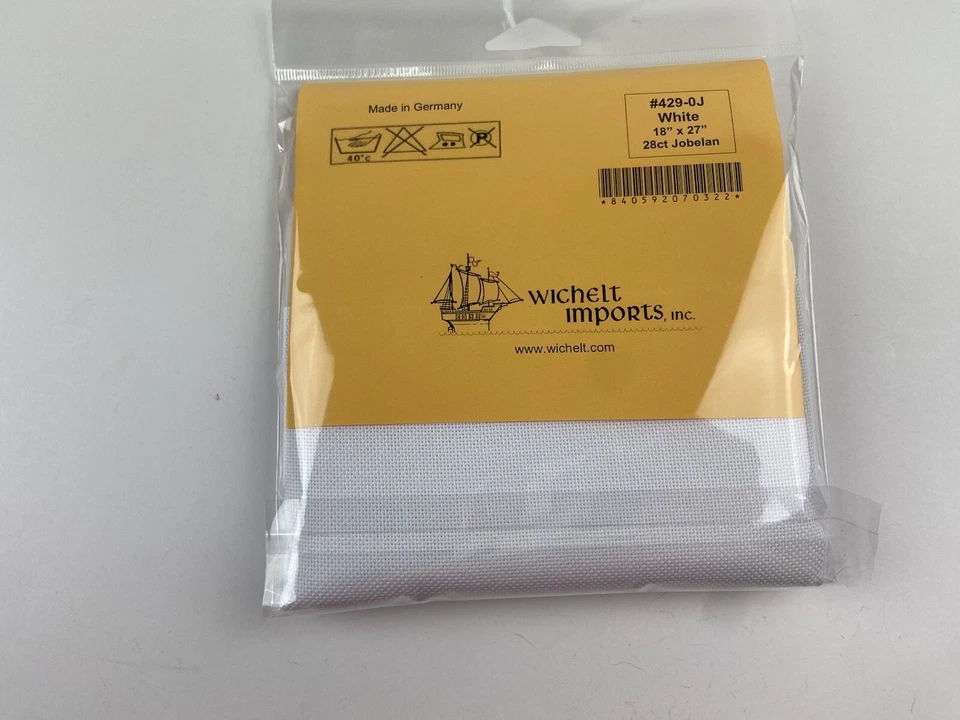 Made in Germany
40°c
P
#429-0J
White
18" x 27"
28ct Jobelan
*840592070322*
WICHELT
IMPORTS, INC.
www.wichelt.com